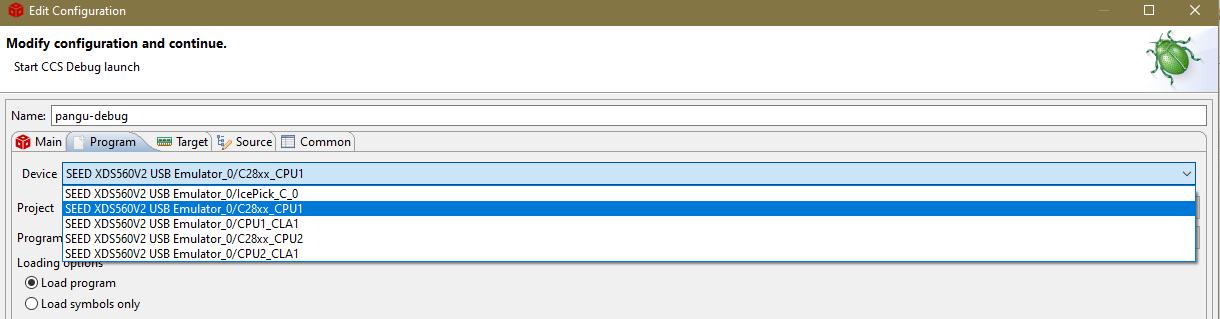 Edit Configuration
Modify configuration and continue.
Start CCS Debug launch
Name: pangu-debug
Main Program Target Source Common
Device SEED XDS560V2 USB Emulator_0/C28xx_CPU1
SEED XDS560V2 USB Emulator_0/IcePick_C_0
Project SEED XDS560V2 USB Emulator_0/C28xx_CPU1
SEED XDS560V2 USB Emulator_0/CPU1_CLA1
Program SEED XDS560V2 USB Emulator_0/C28xx_CPU2
SEED XDS560V2 USB Emulator_0/CPU2_CLA1
Loading options
Load program
Load symbols only